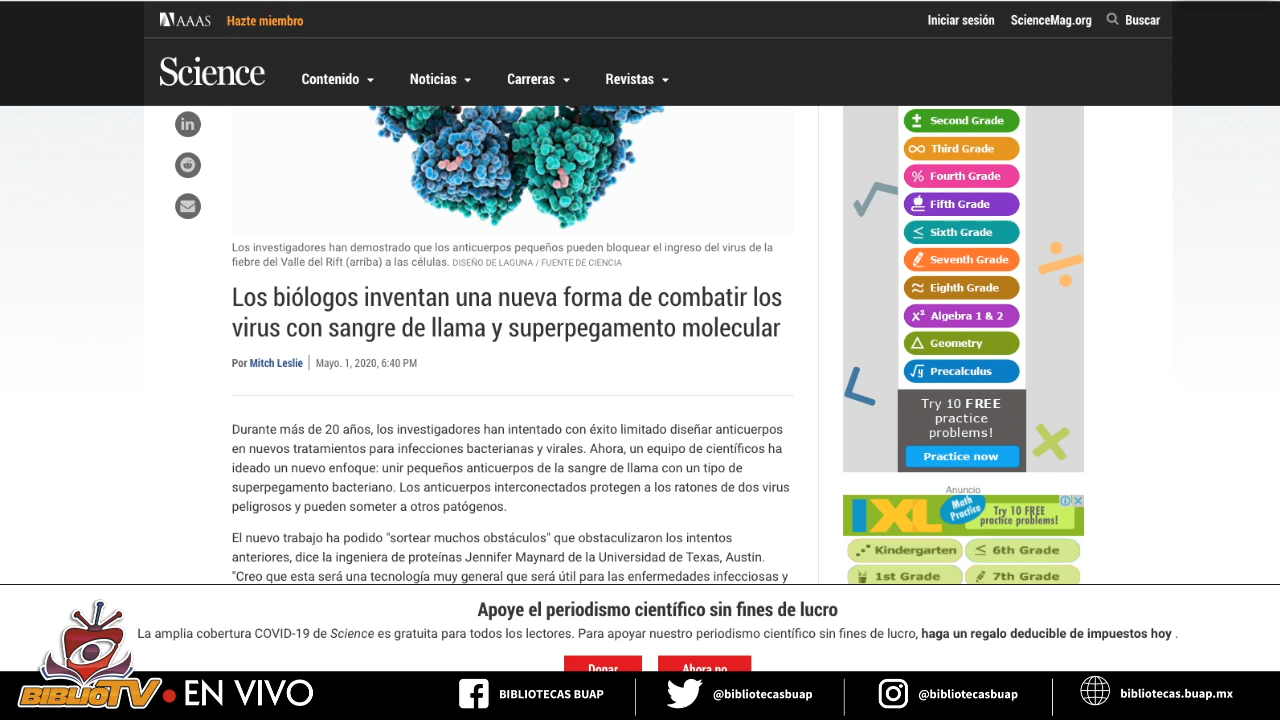 AAAS
Hazte miembro
Iniciar sesión
ScienceMag.org
Buscar
Science
Contenido
Noticias
Carreras
Revistas
Los investigadores han demostrado que los anticuerpos pequeños pueden bloquear el ingreso del virus de la
fiebre del Valle del Rift (arriba) a las células. DISEÑO DE LAGUNA / FUENTE DE CIENCIA
Los biólogos inventan una nueva forma de combatir los
virus con sangre de llama y superpegamento molecular
Por Mitch Leslie | Mayo. 1, 2020, 6:40 PM
Durante más de 20 años, los investigadores han intentado con éxito limitado diseñar anticuerpos
en nuevos tratamientos para infecciones bacterianas y virales. Ahora, un equipo de científicos ha
ideado un nuevo enfoque: unir pequeños anticuerpos de la sangre de llama con un tipo de
superpegamento bacteriano. Los anticuerpos interconectados protegen a los ratones de dos virus
peligrosos y pueden someter a otros patógenos.
El nuevo trabajo ha podido "sortear muchos obstáculos" que obstaculizaron los intentos
anteriores, dice la ingeniera de proteínas Jennifer Maynard de la Universidad de Texas, Austin.
"Creo que esta será una tecnología muy general que será útil para las enfermedades infecciosas y
± Second Grade
∞ Third Grade
% Fourth Grade
Fifth Grade
≤ Sixth Grade
Seventh Grade
≈ Eighth Grade
x² Algebra 1 & 2
Geometry
√y Precalculus
Try 10 FREE
practice
problems!
Practice now
Anuncio
IXL
Math
Practice
Try 10 FREE
practice problems!
Kindergarten
≤ 6th Grade
1st Grade
7th Grade
Apoye el periodismo científico sin fines de lucro
La amplia cobertura COVID-19 de Science es gratuita para todos los lectores. Para apoyar nuestro periodismo científico sin fines de lucro, haga un regalo deducible de impuestos hoy .
Donar
Ahora no
BIBLIOTV
EN VIVO
BIBLIOTECAS BUAP
@bibliotecasbuap
@bibliotecasbuap
bibliotecas.buap.mx